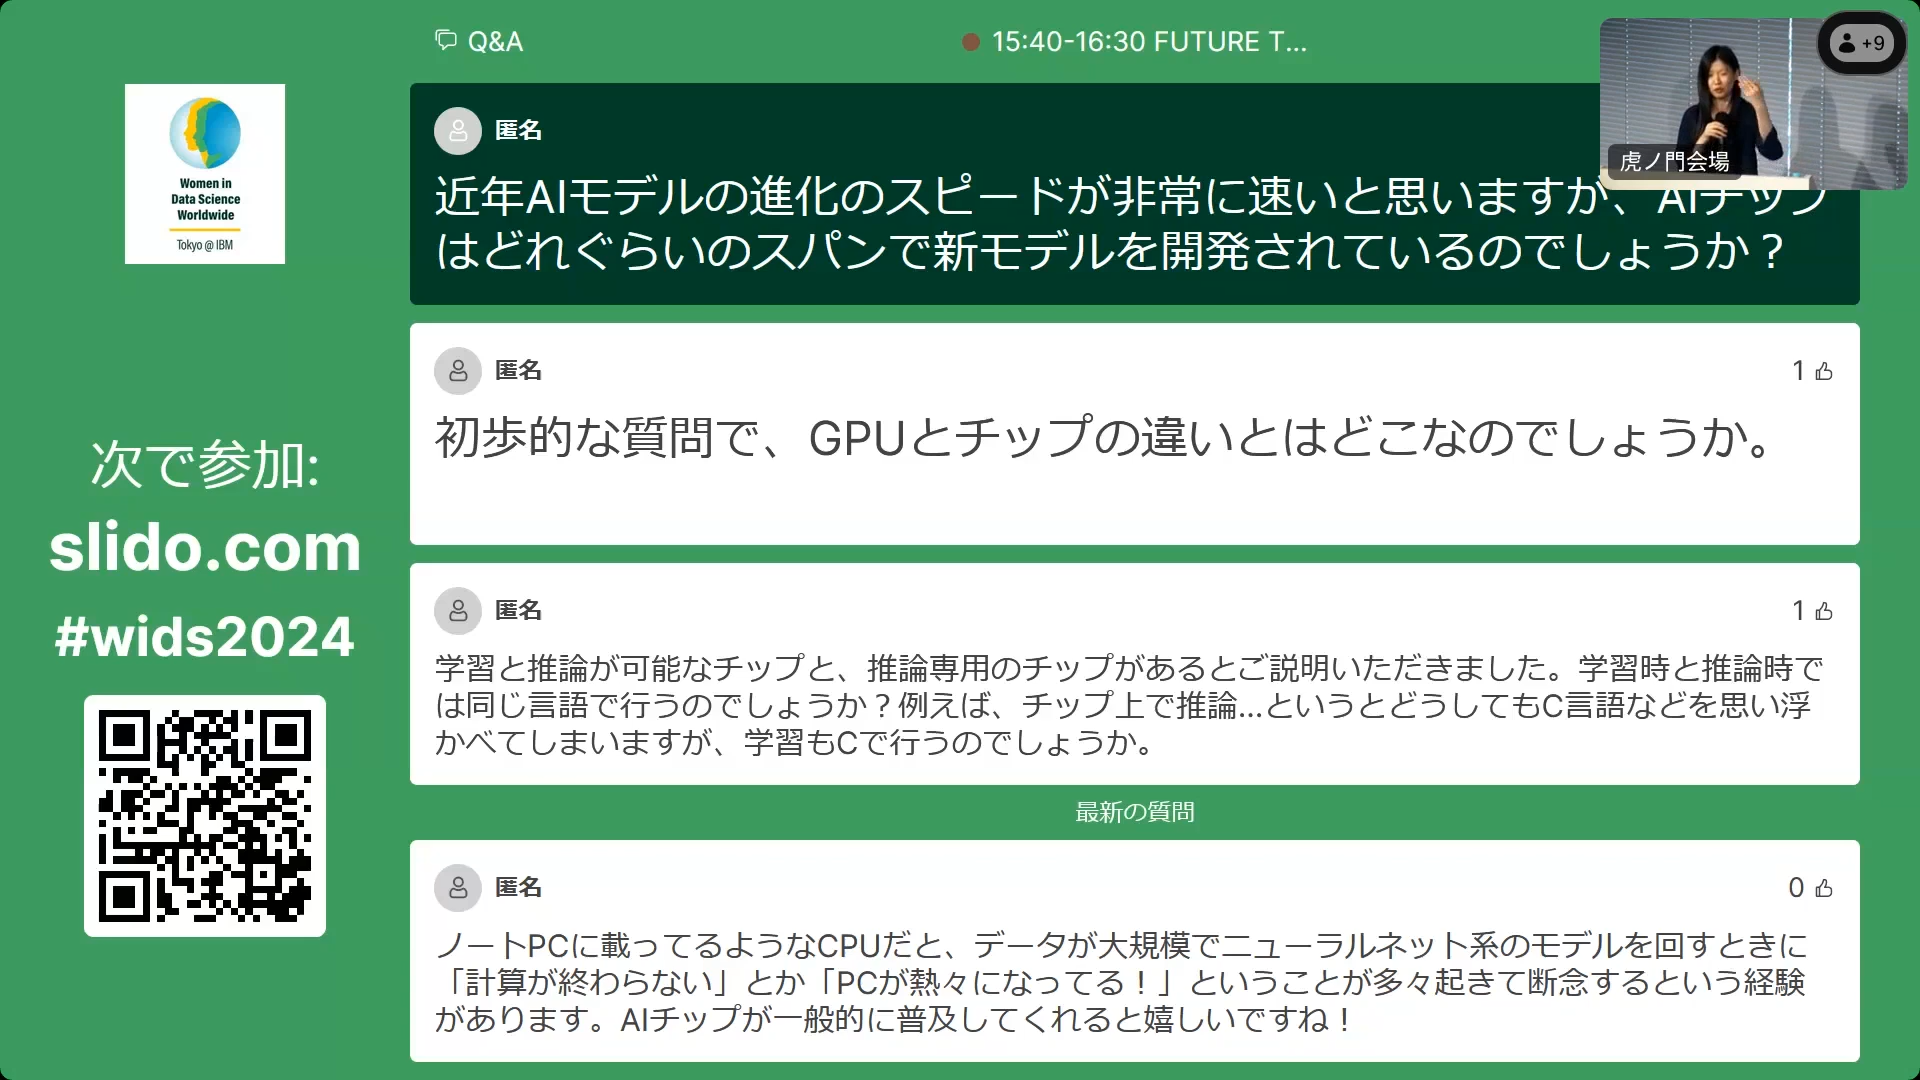 Q&A
15:40-16:30 FUTURE T...
+9
虎ノ門会場
Women in
Data Science
Worldwide
Tokyo @ IBM
次で参加:
slido.com
#wids2024
匿名
近年AIモデルの進化のスピードが非常に速いと思いますが、AIチップ
はどれぐらいのスパンで新モデルを開発されているのでしょうか？
匿名
1
初歩的な質問で、GPUとチップの違いとはどこなのでしょうか。
匿名
1
学習と推論が可能なチップと、推論専用のチップがあるとご説明いただきました。学習時と推論時で
は同じ言語で行うのでしょうか？例えば、チップ上で推論...というとどうしてもC言語などを思い浮
かべてしまいますが、学習もCで行うのでしょうか。
最新の質問
匿名
0
ノートPCに載ってるようなCPUだと、データが大規模でニューラルネット系のモデルを回すときに
「計算が終わらない」とか「PCが熱々になってる！」ということが多々起きて断念するという経験
があります。AIチップが一般的に普及してくれると嬉しいですね！